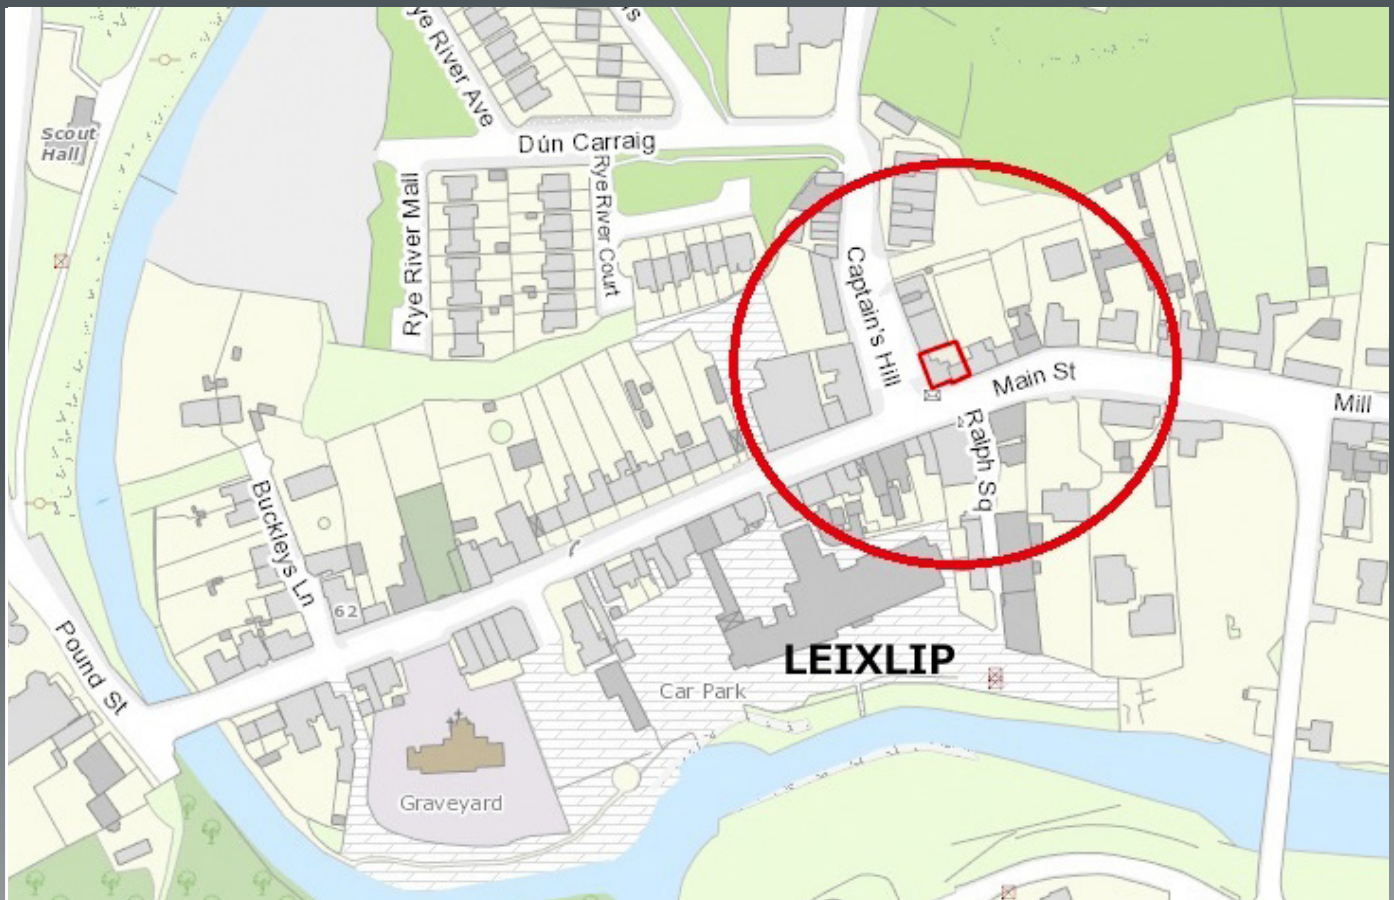 Scout
Hall
ye River Ave
Dún Carraig
Rye River Mall
Rye River Court
Captain's Hill
Main St
Mill
Ralph Sq
Buckleys Ln
62
Pound St
LEIXLIP
Car Park
Graveyard